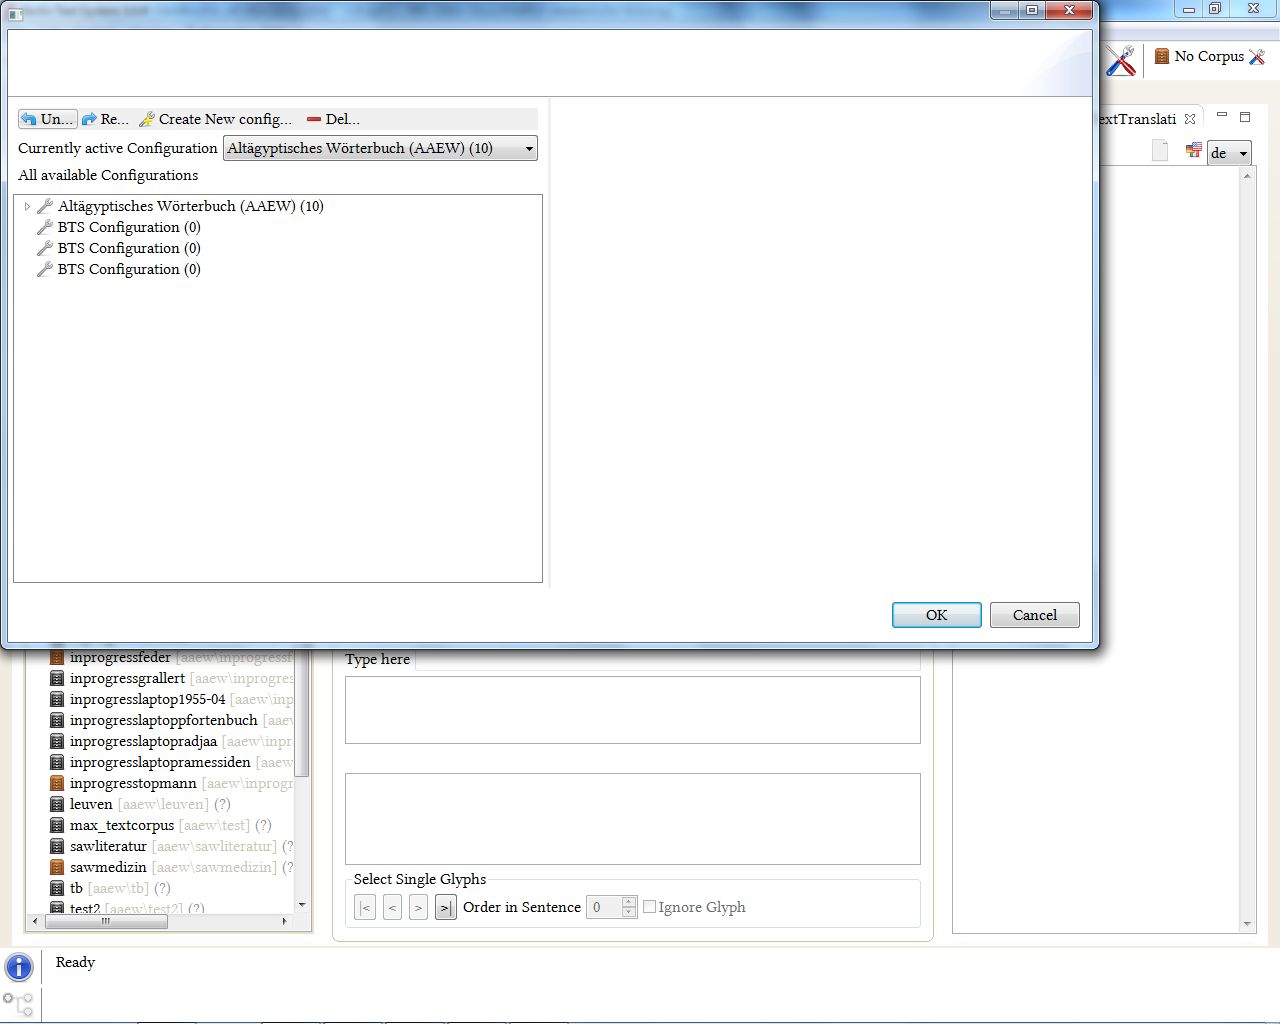 No Corpus
Un... Re... Create New config... Del...
Currently active Configuration Altägyptisches Wörterbuch (AAEW) (10)
All available Configurations
Altägyptisches Wörterbuch (AAEW) (10)
BTS Configuration (0)
BTS Configuration (0)
BTS Configuration (0)
extTranslati
de
OK Cancel
inprogressfeder [aaew\inprogressf
inprogressgrallert [aaew\inprogres
inprogresslaptop1955-04 [aaew\inp
inprogresslaptoppfortenbuch [aaew
inprogresslaptopradjaa [aaew\inpr
inprogresslaptopramessiden [aaew
inprogresstopmann [aaew\inprogr
leuven [aaew\leuven] (?)
max_textcorpus [aaew\test] (?)
sawliteratur [aaew\sawliteratur] (?
sawmedizin [aaew\sawmedizin] (?
tb [aaew\tb] (?)
test2 [aaew\test2] (?)
Type here
Select Single Glyphs
|< < > >| Order in Sentence 0 Ignore Glyph
Ready